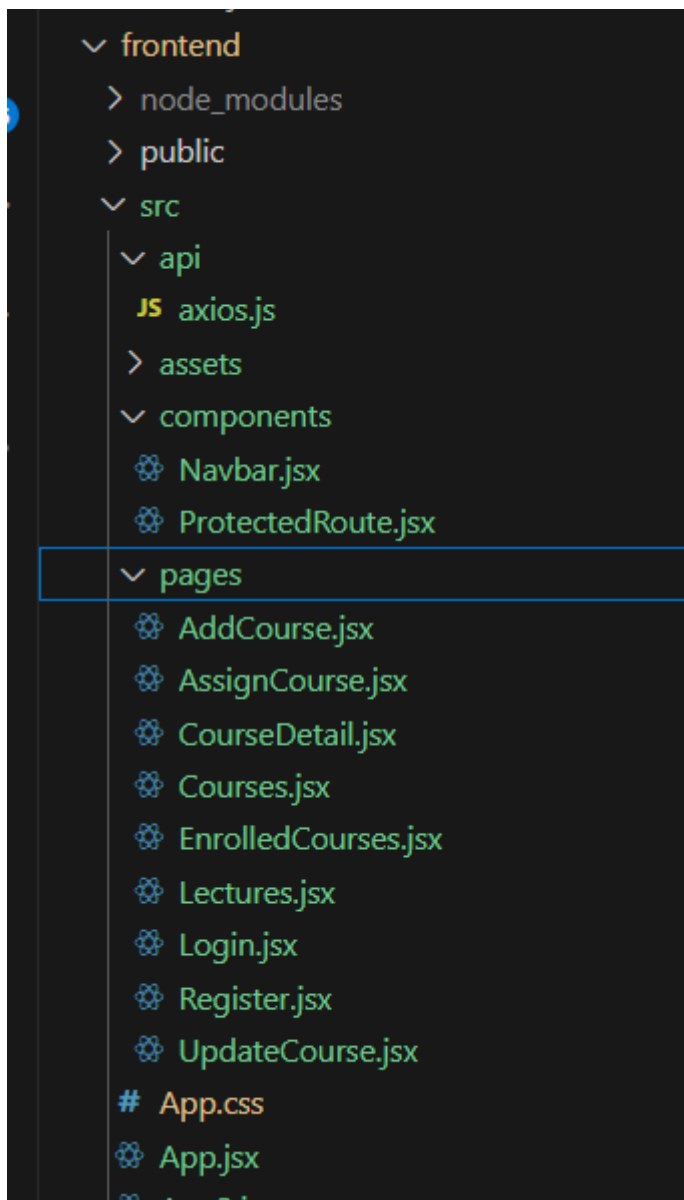 frontend
node_modules
public
src
api
JS axios.js
assets
components
Navbar.jsx
ProtectedRoute.jsx
pages
AddCourse.jsx
AssignCourse.jsx
CourseDetail.jsx
Courses.jsx
EnrolledCourses.jsx
Lectures.jsx
Login.jsx
Register.jsx
UpdateCourse.jsx
# App.css
App.jsx